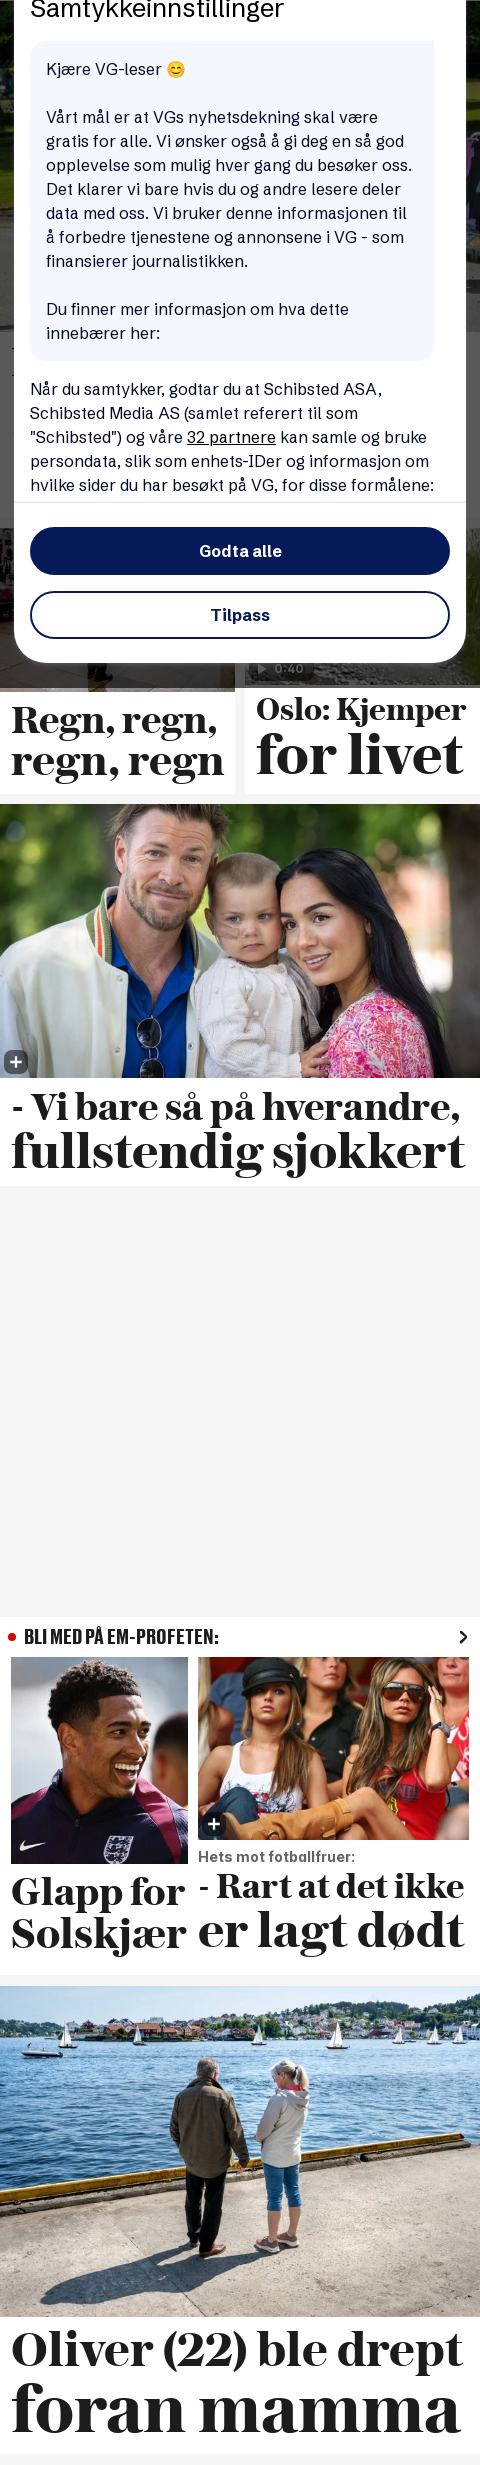 Samtykkeinnstillinger
Kjære VG-leser 😊
Vårt mål er at VGs nyhetsdekning skal være
gratis for alle. Vi ønsker også å gi deg en så god
opplevelse som mulig hver gang du besøker oss.
Det klarer vi bare hvis du og andre lesere deler
data med oss. Vi bruker denne informasjonen til
å forbedre tjenestene og annonsene i VG - som
finansierer journalistikken.
Du finner mer informasjon om hva dette
innebærer her:
Når du samtykker, godtar du at Schibsted ASA,
Schibsted Media AS (samlet referert til som
"Schibsted") og våre 32 partnere kan samle og bruke
persondata, slik som enhets-IDer og informasjon om
hvilke sider du har besøkt på VG, for disse formålene:
Godta alle
Tilpass
0:40
Regn, regn,
regn, regn
Oslo: Kjemper
for livet
- Vi bare så på hverandre,
fullstendig sjokkert
BLI MED PÅ EM-PROFETEN:
Glapp for
Solskjær
Hets mot fotballfruer:
- Rart at det ikke
er lagt dødt
Oliver (22) ble drept
foran mamma